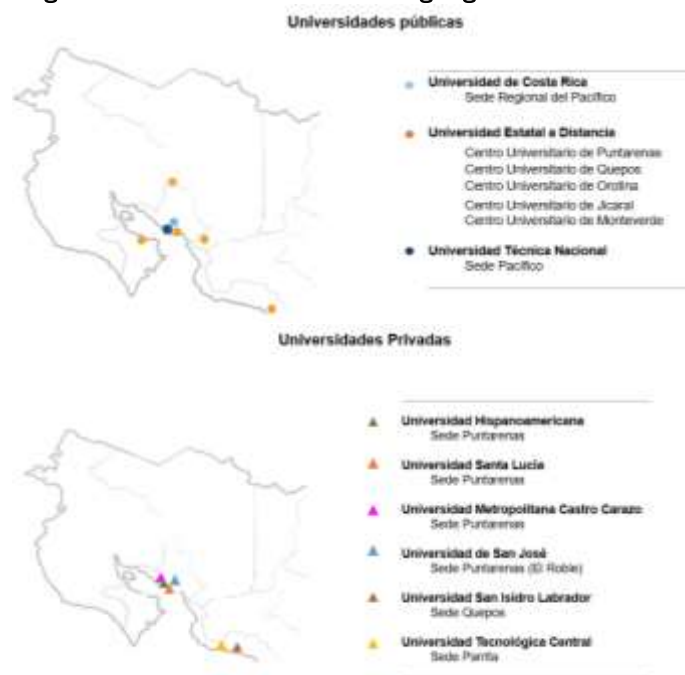 Universidades públicas
Universidad de Costa Rica
Sede Regional del Pacífico
Universidad Estatal a Distancia
Centro Universitario de Puntarenas
Centro Universitario de Quepos
Centro Universitario de Orotina
Centro Universitario de Jicaral
Centro Universitario de Monteverde
Universidad Técnica Nacional
Sede Pacífico
Universidades Privadas
Universidad Hispanoamericana
Sede Puntarenas
Universidad Santa Lucía
Sede Puntarenas
Universidad Metropolitana Castro Carazo
Sede Puntarenas
Universidad de San José
Sede Puntarenas (El Roble)
Universidad San Isidro Labrador
Sede Quepos
Universidad Tecnológica Central
Sede Parrita